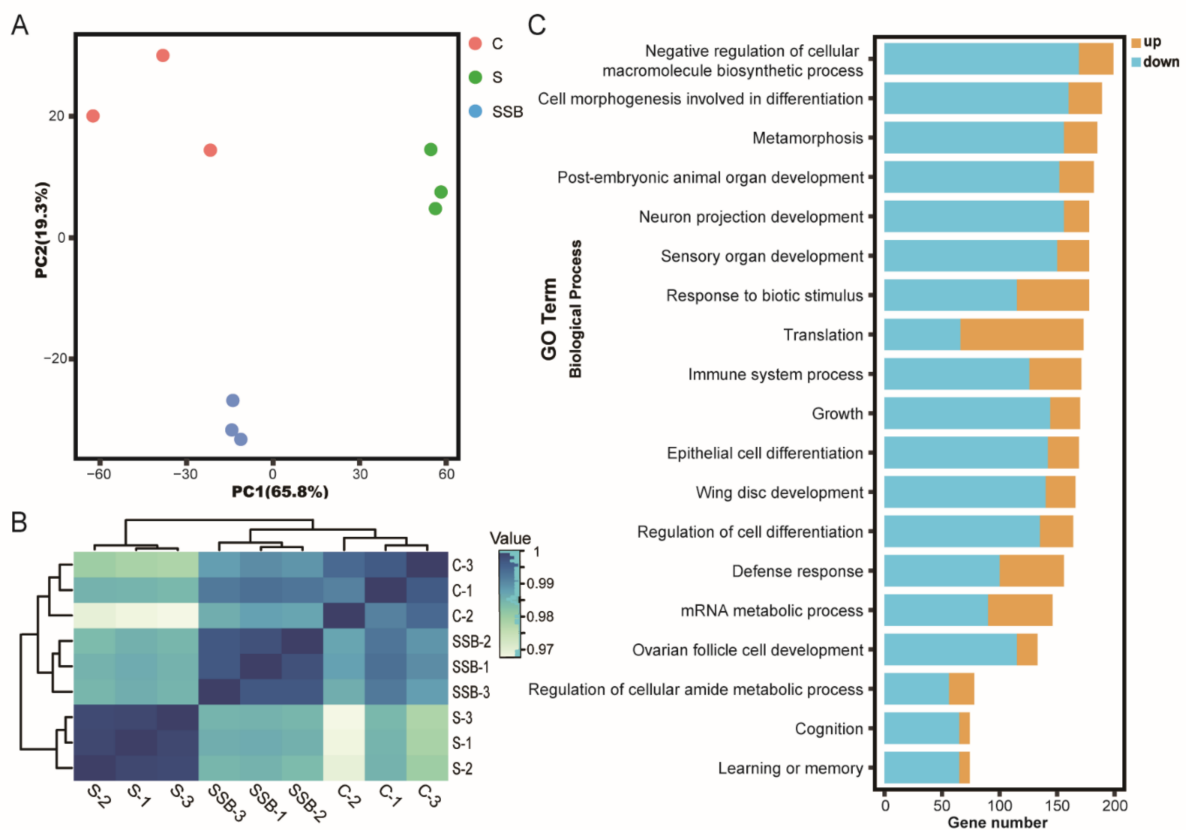 A
C
S
SSB
20
0
−20
PC2(19.3%)
−60
−30
0
30
60
PC1(65.8%)
B
Value
1
0.99
0.98
0.97
C-3
C-1
C-2
SSB-2
SSB-1
SSB-3
S-3
S-1
S-2
S-2
S-1
S-3
SSB-3
SSB-1
SSB-2
C-2
C-1
C-3
C
up
down
GO Term
Biological Process
Negative regulation of cellular
macromolecule biosynthetic process
Cell morphogenesis involved in differentiation
Metamorphosis
Post-embryonic animal organ development
Neuron projection development
Sensory organ development
Response to biotic stimulus
Translation
Immune system process
Growth
Epithelial cell differentiation
Wing disc development
Regulation of cell differentiation
Defense response
mRNA metabolic process
Ovarian follicle cell development
Regulation of cellular amide metabolic process
Cognition
Learning or memory
0
50
100
150
200
Gene number